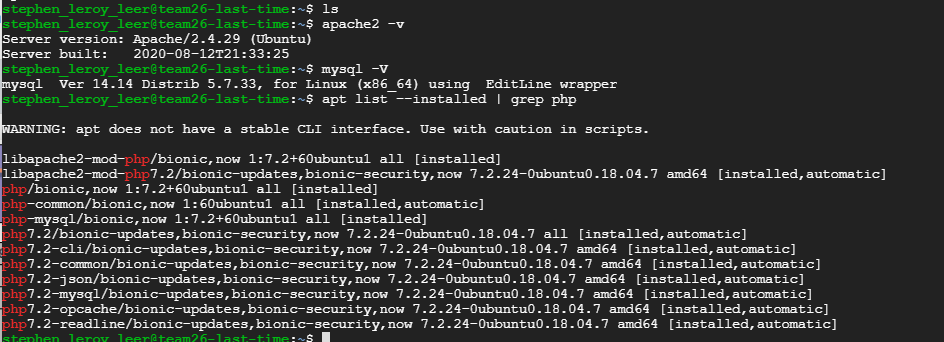 stephen_leroy_leer@team26-last-time:~$ ls
stephen_leroy_leer@team26-last-time:~$ apache2 -v
Server version: Apache/2.4.29 (Ubuntu)
Server built:   2020-08-12T21:33:25
stephen_leroy_leer@team26-last-time:~$ mysql -V
mysql  Ver 14.14 Distrib 5.7.33, for Linux (x86_64) using  EditLine wrapper
stephen_leroy_leer@team26-last-time:~$ apt list --installed | grep php
WARNING: apt does not have a stable CLI interface. Use with caution in scripts.
libapache2-mod-php/bionic,now 1:7.2+60ubuntu1 all [installed]
libapache2-mod-php7.2/bionic-updates,bionic-security,now 7.2.24-0ubuntu0.18.04.7 amd64 [installed,automatic]
php/bionic,now 1:7.2+60ubuntu1 all [installed]
php-common/bionic,now 1:60ubuntu1 all [installed,automatic]
php-mysql/bionic,now 1:7.2+60ubuntu1 all [installed]
php7.2/bionic-updates,bionic-security,now 7.2.24-0ubuntu0.18.04.7 all [installed,automatic]
php7.2-cli/bionic-updates,bionic-security,now 7.2.24-0ubuntu0.18.04.7 amd64 [installed,automatic]
php7.2-common/bionic-updates,bionic-security,now 7.2.24-0ubuntu0.18.04.7 amd64 [installed,automatic]
php7.2-json/bionic-updates,bionic-security,now 7.2.24-0ubuntu0.18.04.7 amd64 [installed,automatic]
php7.2-mysql/bionic-updates,bionic-security,now 7.2.24-0ubuntu0.18.04.7 amd64 [installed,automatic]
php7.2-opcache/bionic-updates,bionic-security,now 7.2.24-0ubuntu0.18.04.7 amd64 [installed,automatic]
php7.2-readline/bionic-updates,bionic-security,now 7.2.24-0ubuntu0.18.04.7 amd64 [installed,automatic]
stephen_leroy_leer@team26-last-time:~$